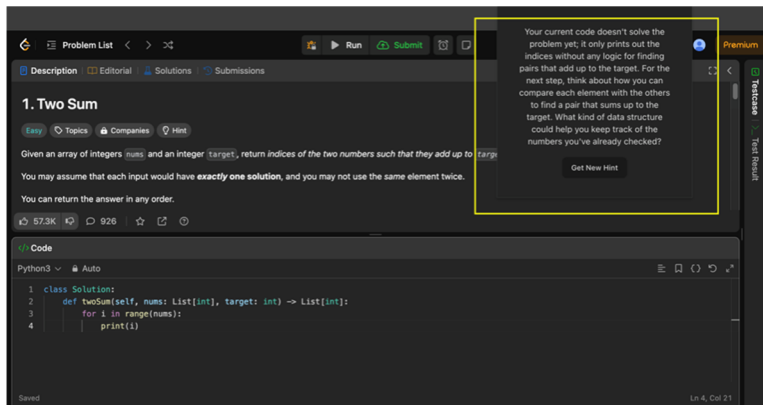 Problem List
Run
Submit
Premium
Description
Editorial
Solutions
Submissions
Your current code doesn't solve the
problem yet; it only prints out the
indices without any logic for finding
pairs that add up to the target. For the
next step, think about how you can
compare each element with the others
to find a pair that sums up to the
target. What kind of data structure
could help you keep track of the
numbers you've already checked?
Get New Hint
1. Two Sum
Easy
Topics
Companies
Hint
Given an array of integers nums and an integer target, return indices of the two numbers such that they add up to
You may assume that each input would have exactly one solution, and you may not use the same element twice.
You can return the answer in any order.
57.3K
926
Testcase
Test Result
</> Code
Python3
Auto
1 class Solution:
2 def twoSum(self, nums: List[int], target: int) -> List[int]:
3 for i in range(nums):
4 print(i)
Saved
Ln 4, Col 21